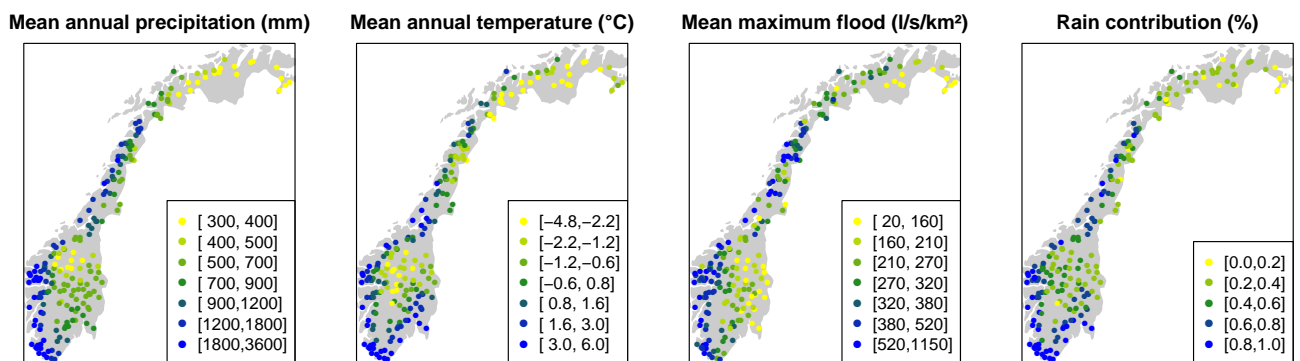 Mean annual precipitation (mm)
[ 300, 400]
[ 400, 500]
[ 500, 700]
[ 700, 900]
[ 900,1200]
[1200,1800]
[1800,3600]
Mean annual temperature (°C)
[−4.8,−2.2]
[−2.2,−1.2]
[−1.2,−0.6]
[−0.6, 0.8]
[ 0.8, 1.6]
[ 1.6, 3.0]
[ 3.0, 6.0]
Mean maximum flood (l/s/km²)
[ 20, 160]
[160, 210]
[210, 270]
[270, 320]
[320, 380]
[380, 520]
[520,1150]
Rain contribution (%)
[0.0,0.2]
[0.2,0.4]
[0.4,0.6]
[0.6,0.8]
[0.8,1.0]